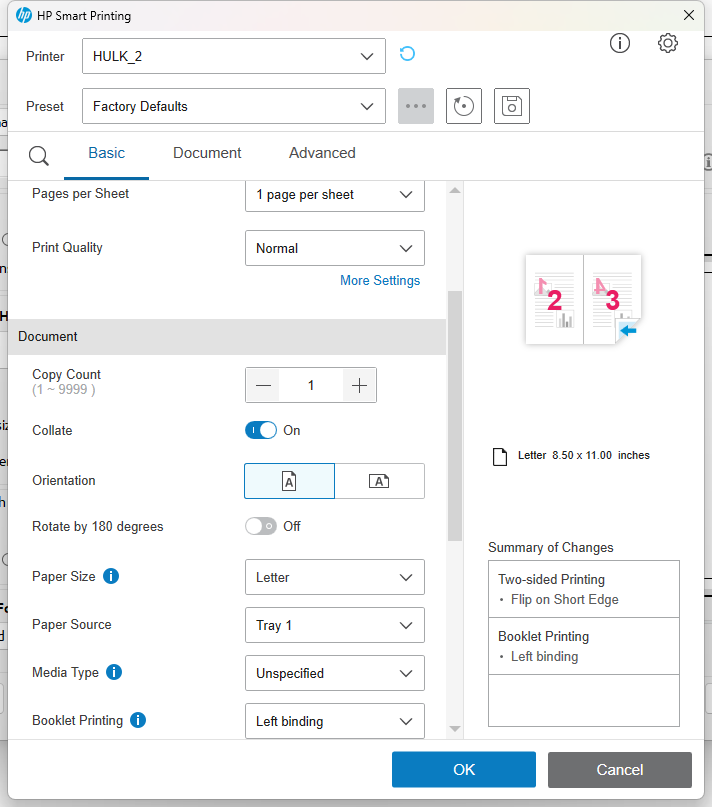 HP Smart Printing
Printer
HULK_2
Preset
Factory Defaults
Basic
Document
Advanced
Pages per Sheet
1 page per sheet
Print Quality
Normal
More Settings
Document
Copy Count
(1 ~ 9999 )
1
Collate
On
Orientation
A
A
Rotate by 180 degrees
Off
Paper Size
Letter
Paper Source
Tray 1
Media Type
Unspecified
Booklet Printing
Left binding
1 2 4 3
Letter 8.50 x 11.00 inches
Summary of Changes
Two-sided Printing
• Flip on Short Edge
Booklet Printing
• Left binding
OK
Cancel